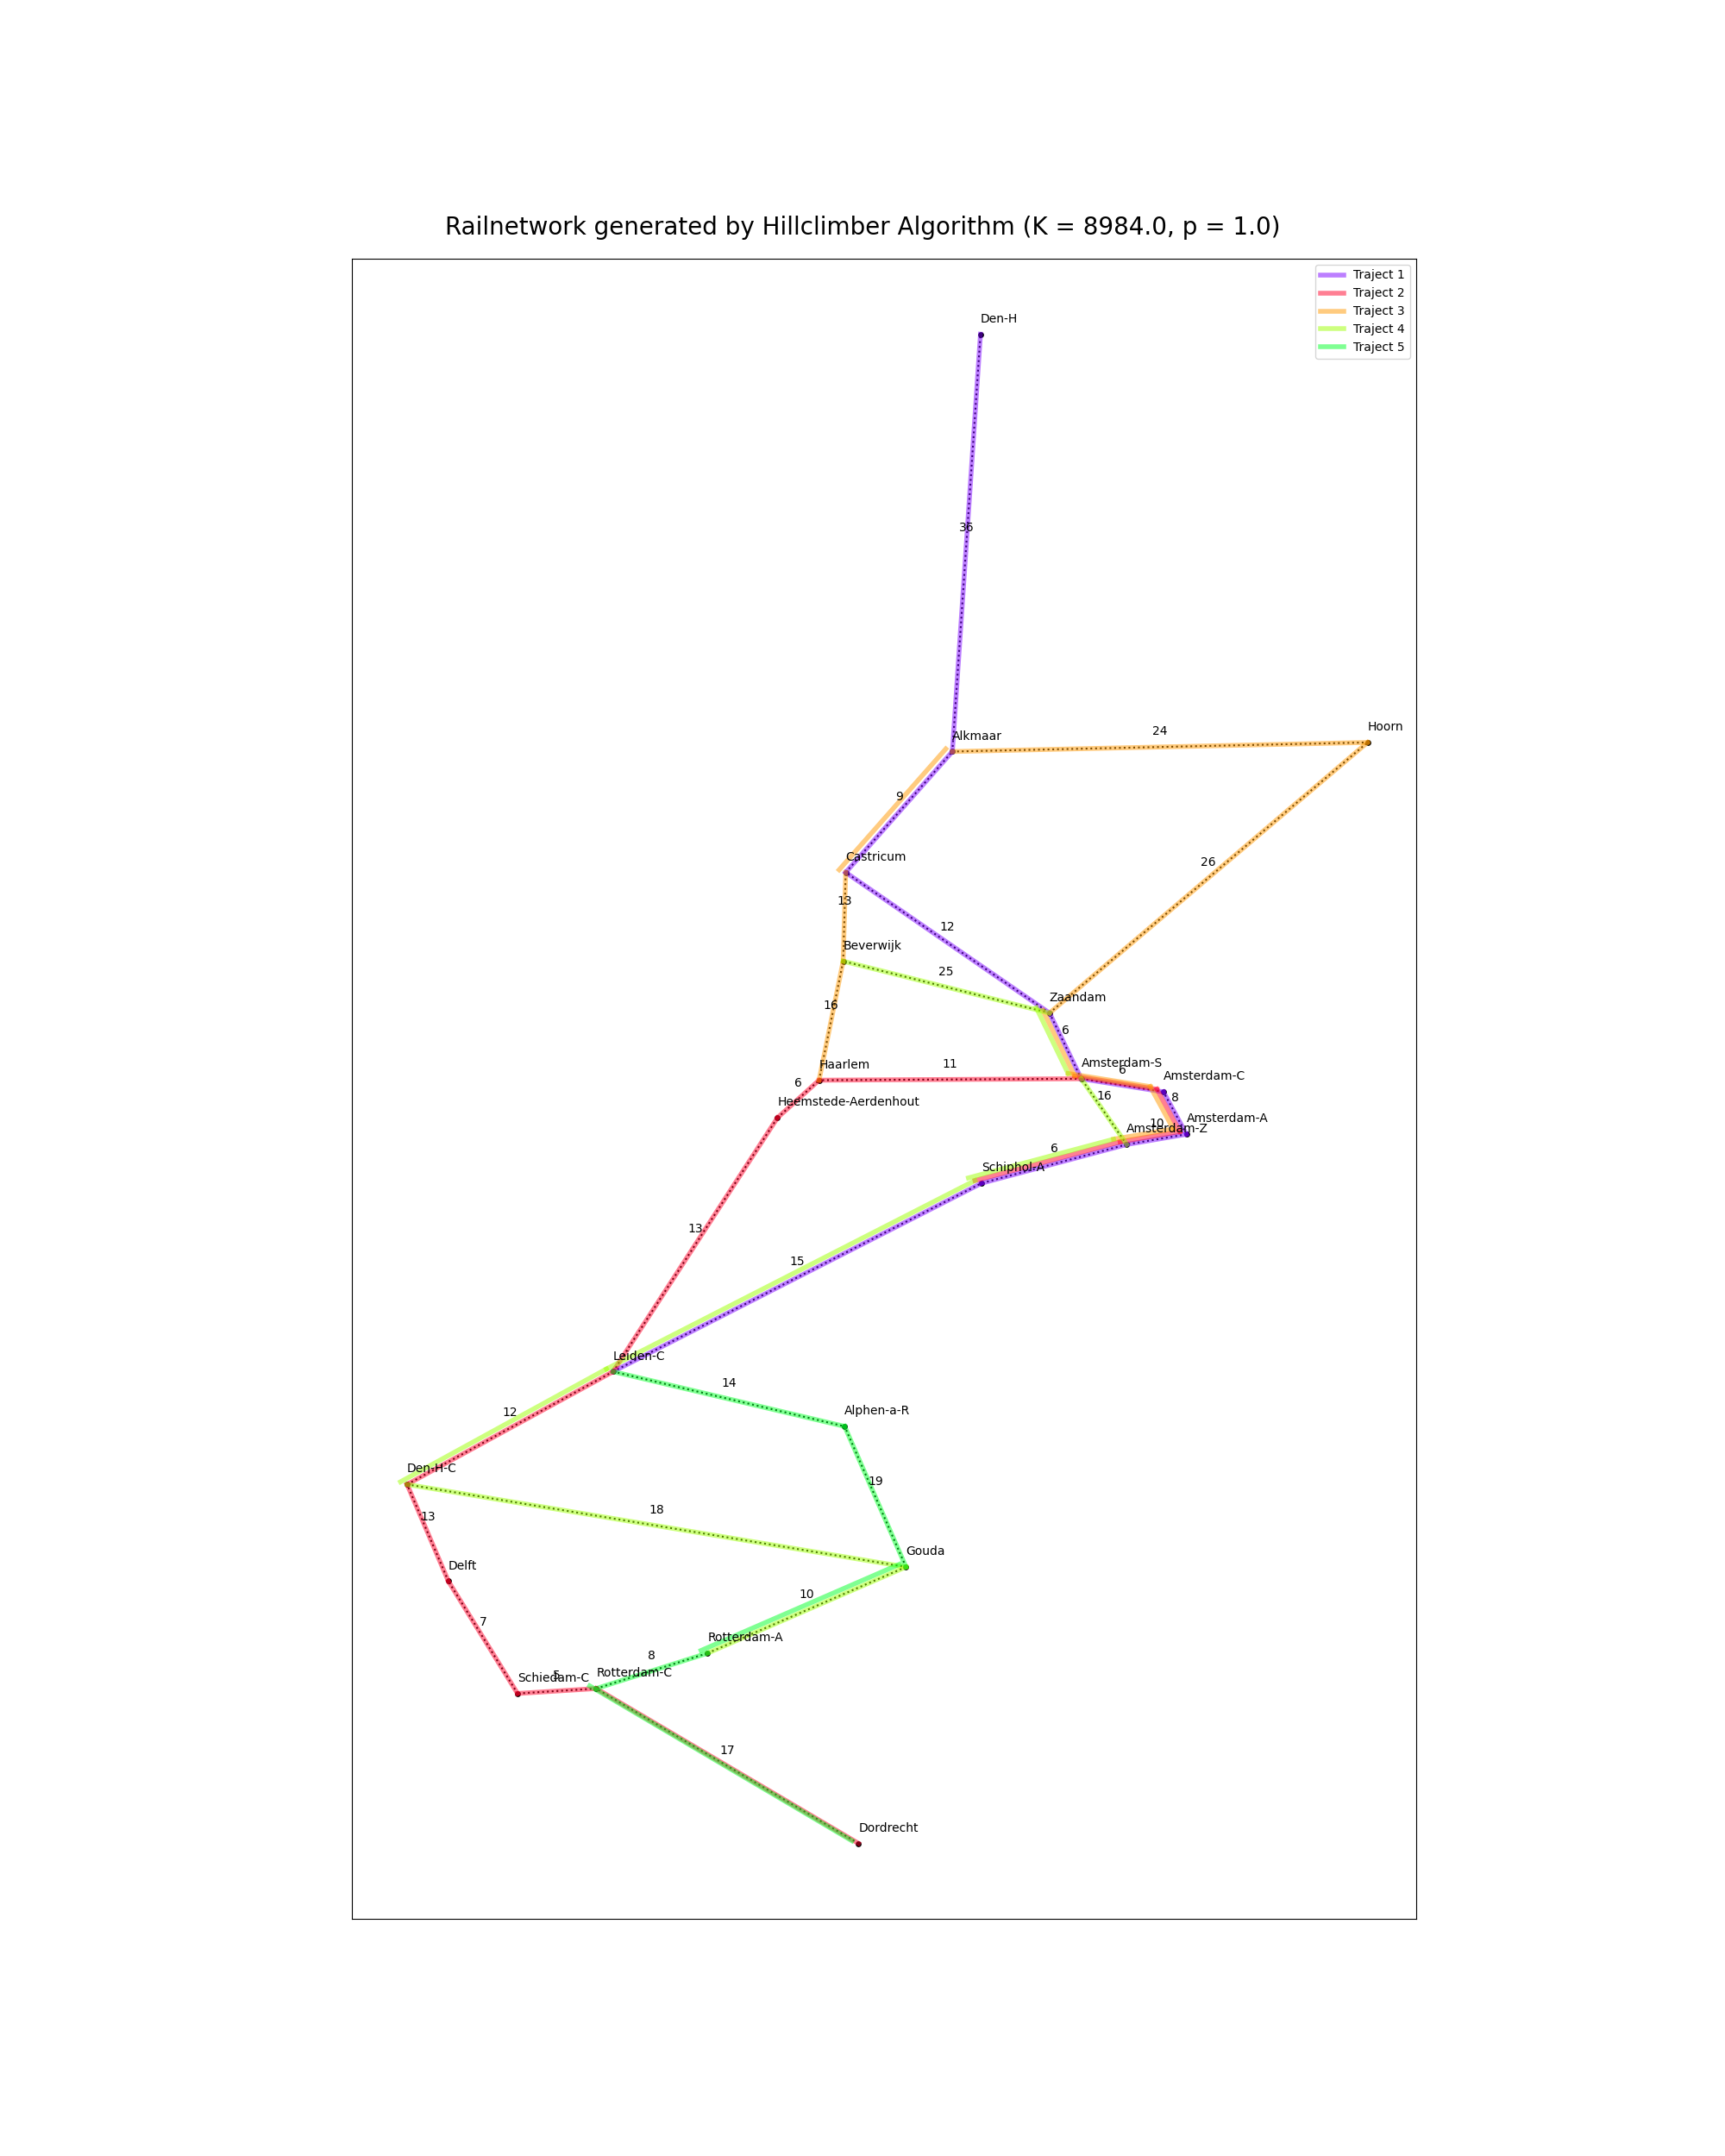 Railnetwork generated by Hillclimber Algorithm (K = 8984.0, p = 1.0)
Traject 1
Traject 2
Traject 3
Traject 4
Traject 5
Den-H
36
Hoorn
24
Alkmaar
9
Castricum
26
13
12
Beverwijk
25
Zaandam
16
6
Amsterdam-S
Haarlem
11
6
Amsterdam-C
6
16
8
Heemstede-Aerdenhout
Amsterdam-A
10
Amsterdam-Z
6
Schiphol-A
13
15
Leiden-C
14
12
Alphen-a-R
Den-H-C
19
18
13
Gouda
Delft
10
7
Rotterdam-A
8
Rotterdam-C
5
Schiedam-C
17
Dordrecht